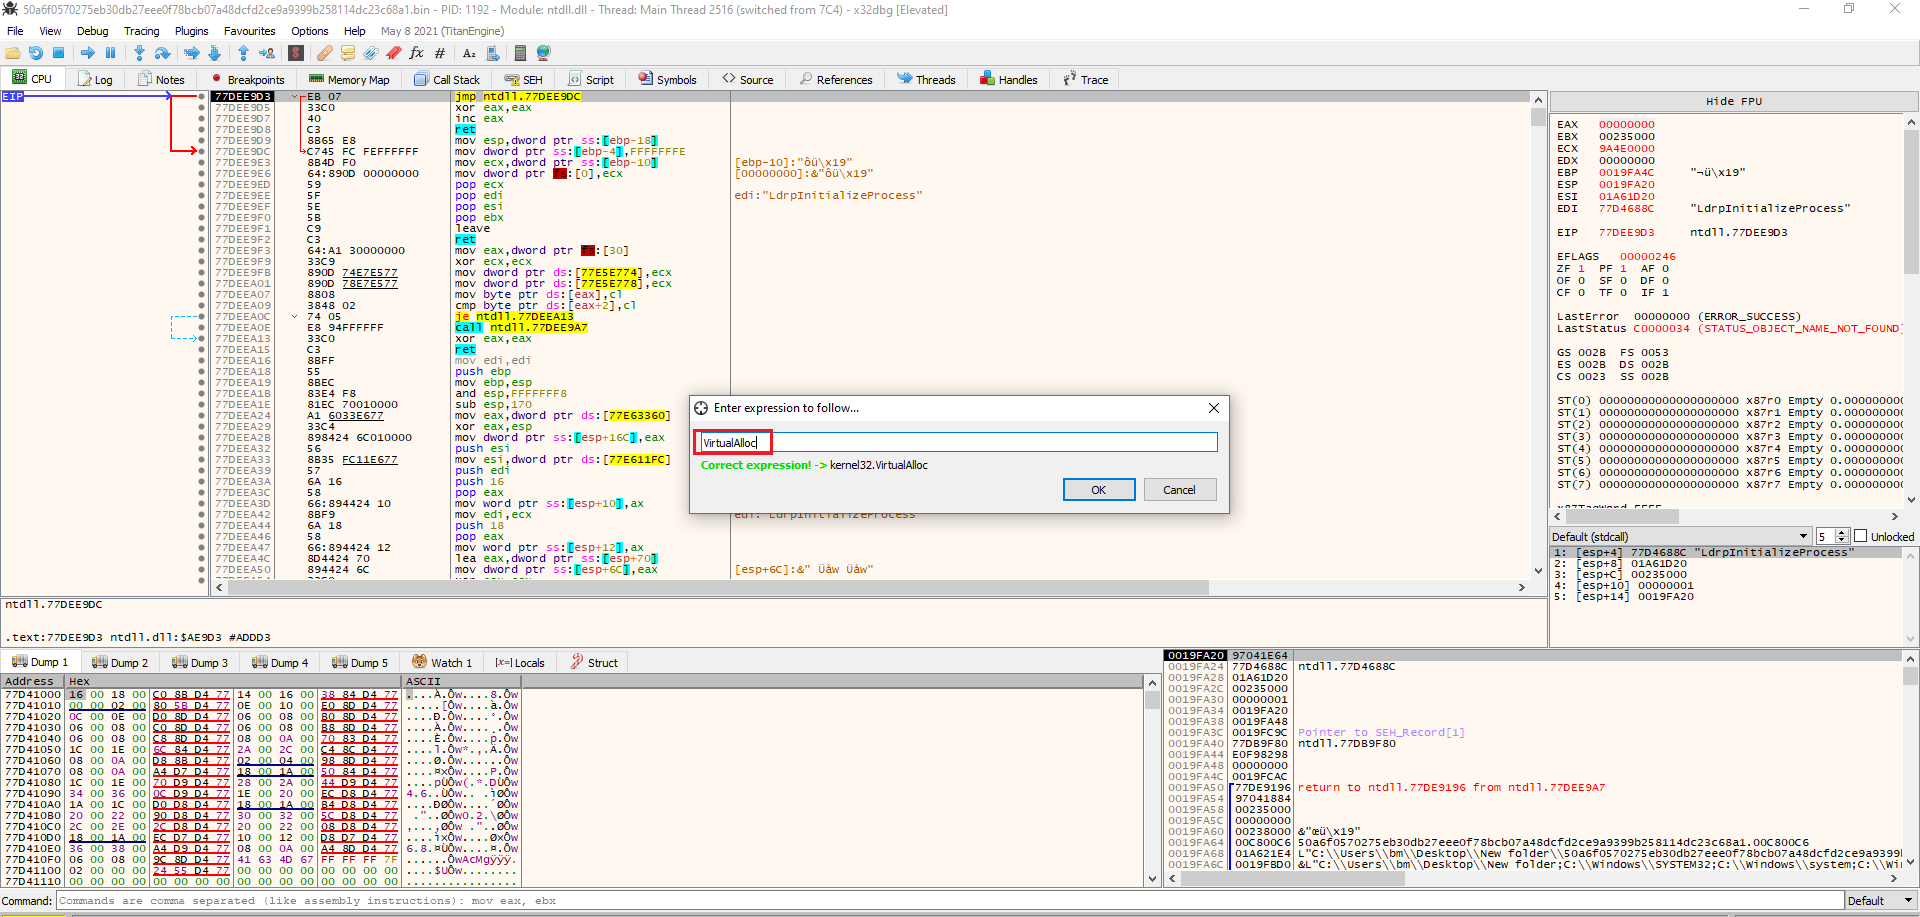 50a6f0570275eb30db27eee0f78bcb07a48dcfd2ce9a9399b258114dc23c68a1.bin - PID: 1192 - Module: ntdll.dll - Thread: Main Thread 2516 (switched from 7C4) - x32dbg [Elevated]
File View Debug Tracing Plugins Favourites Options Help May 8 2021 (TitanEngine)
CPU Log Notes Breakpoints Memory Map Call Stack SEH Script Symbols Source References Threads Handles Trace
EIP
77DEE9D3 EB 07 jmp ntdll.77DEE9DC
77DEE9D5 33C0 xor eax,eax
77DEE9D7 40 inc eax
77DEE9D8 C3 ret
77DEE9D9 8B65 E8 mov esp,dword ptr ss:[ebp-18]
77DEE9DC C745 FC FEFFFFFF mov dword ptr ss:[ebp-4],FFFFFFFE
77DEE9E3 8B4D F0 mov ecx,dword ptr ss:[ebp-10] [ebp-10]:"ôü\x19"
77DEE9E6 64:890D 00000000 mov dword ptr fs:[0],ecx [00000000]:&"ôü\x19"
77DEE9ED 59 pop ecx
77DEE9EE 5F pop edi edi:"LdrpInitializeProcess"
77DEE9EF 5E pop esi
77DEE9F0 5B pop ebx
77DEE9F1 C9 leave
77DEE9F2 C3 ret
77DEE9F3 64:A1 30000000 mov eax,dword ptr fs:[30]
77DEE9F9 33C9 xor ecx,ecx
77DEE9FB 890D 74E7E577 mov dword ptr ds:[77E5E774],ecx
77DEEA01 890D 78E7E577 mov dword ptr ds:[77E5E778],ecx
77DEEA07 8808 mov byte ptr ds:[eax],cl
77DEEA09 3848 02 cmp byte ptr ds:[eax+2],cl
77DEEA0C 74 05 je ntdll.77DEEA13
77DEEA0E E8 94FFFFFF call ntdll.77DEE9A7
77DEEA13 33C0 xor eax,eax
77DEEA15 C3 ret
77DEEA16 8BFF mov edi,edi
77DEEA18 55 push ebp
77DEEA19 8BEC mov ebp,esp
77DEEA1B 83E4 F8 and esp,FFFFFFF8
77DEEA1E 81EC 70010000 sub esp,170
77DEEA24 A1 6033E677 mov eax,dword ptr ds:[77E63360]
77DEEA29 33C4 xor eax,esp
77DEEA2B 898424 6C010000 mov dword ptr ss:[esp+16C],eax
77DEEA32 56 push esi
77DEEA33 8B35 FC11E677 mov esi,dword ptr ds:[77E611FC]
77DEEA39 57 push edi
77DEEA3A 6A 16 push 16
77DEEA3C 58 pop eax
77DEEA3D 66:894424 10 mov word ptr ss:[esp+10],ax
77DEEA42 8BF9 mov edi,ecx
77DEEA44 6A 18 push 18
77DEEA46 58 pop eax
77DEEA47 66:894424 12 mov word ptr ss:[esp+12],ax
77DEEA4C 8D4424 70 lea eax,dword ptr ss:[esp+70]
77DEEA50 894424 6C mov dword ptr ss:[esp+6C],eax [esp+6C]:&" Üåw Üåw"
Enter expression to follow...
VirtualAlloc
Correct expression! -> kernel32.VirtualAlloc
OK Cancel
Hide FPU
EAX 00000000
EBX 00235000
ECX 9A4E0000
EDX 00000000
EBP 0019FA4C "¬ü\x19"
ESP 0019FA20
ESI 01A61D20
EDI 77D4688C "LdrpInitializeProcess"
EIP 77DEE9D3 ntdll.77DEE9D3
EFLAGS 00000246
ZF 1 PF 1 AF 0
OF 0 SF 0 DF 0
CF 0 TF 0 IF 1
LastError 00000000 (ERROR_SUCCESS)
LastStatus C0000034 (STATUS_OBJECT_NAME_NOT_FOUND)
GS 002B FS 0053
ES 002B DS 002B
CS 0023 SS 002B
ST(0) 00000000000000000000 x87r0 Empty 0.00000000
ST(1) 00000000000000000000 x87r1 Empty 0.00000000
ST(2) 00000000000000000000 x87r2 Empty 0.00000000
ST(3) 00000000000000000000 x87r3 Empty 0.00000000
ST(4) 00000000000000000000 x87r4 Empty 0.00000000
ST(5) 00000000000000000000 x87r5 Empty 0.00000000
ST(6) 00000000000000000000 x87r6 Empty 0.00000000
ST(7) 00000000000000000000 x87r7 Empty 0.00000000
Default (stdcall) 5 Unlocked
1: [esp+4] 77D4688C "LdrpInitializeProcess"
2: [esp+8] 01A61D20
3: [esp+C] 00235000
4: [esp+10] 00000001
5: [esp+14] 0019FA20
ntdll.77DEE9DC
.text:77DEE9D3 ntdll.dll:$AE9D3 #ADDD3
Dump 1 Dump 2 Dump 3 Dump 4 Dump 5 Watch 1 [x=] Locals Struct
Address Hex ASCII
77D41000 16 00 18 00 C0 8B D4 77 14 00 16 00 38 84 D4 77
77D41010 00 00 02 00 80 5B D4 77 0E 00 10 00 E0 8D D4 77
77D41020 0C 00 0E 00 D0 8D D4 77 06 00 08 00 B0 8D D4 77
77D41030 06 00 08 00 C0 8D D4 77 06 00 08 00 B8 8D D4 77
77D41040 06 00 08 00 C8 8D D4 77 08 00 0A 00 70 83 D4 77
77D41050 1C 00 1E 00 6C 84 D4 77 2A 00 2C 00 C4 8C D4 77
77D41060 08 00 0A 00 D8 8B D4 77 02 00 04 00 98 8D D4 77
77D41070 08 00 0A 00 A4 D7 D4 77 18 00 1A 00 50 84 D4 77
77D41080 1C 00 1E 00 70 D9 D4 77 28 00 2A 00 44 D9 D4 77
77D41090 34 00 36 00 0C D9 D4 77 1E 00 20 00 EC D8 D4 77
77D410A0 1A 00 1C 00 D0 D8 D4 77 18 00 1A 00 B4 D8 D4 77
77D410B0 20 00 22 00 90 D8 D4 77 30 00 32 00 5C D8 D4 77
77D410C0 2C 00 2E 00 2C D8 D4 77 20 00 22 00 08 D8 D4 77
77D410D0 18 00 1A 00 EC D7 D4 77 10 00 12 00 D8 D7 D4 77
77D410E0 36 00 38 00 A4 D9 D4 77 08 00 0A 00 A4 8D D4 77
77D410F0 06 00 08 00 9C 8D D4 77 41 63 4D 67 FF FF FF 7F
77D41100 02 00 00 00 24 55 D4 77 00 00 00 00 00 00 00 00
77D41110 00 00 00 00 00 00 00 00 00 00 00 00 00 00 00 00
0019FA20 97041E64
0019FA24 77D4688C ntdll.77D4688C
0019FA28 01A61D20
0019FA2C 00235000
0019FA30 00000001
0019FA34 0019FA20
0019FA38 0019FA48
0019FA3C 0019FC9C Pointer to SEH_Record[1]
0019FA40 77DB9F80 ntdll.77DB9F80
0019FA44 E0F98298
0019FA48 00000000
0019FA4C 0019FCAC
0019FA50 77DE9196 return to ntdll.77DE9196 from ntdll.77DEE9A7
0019FA54 97041884
0019FA58 00235000
0019FA5C 00000000
0019FA60 00238000 &"œü\x19"
0019FA64 00C800C6 50a6f0570275eb30db27eee0f78bcb07a48dcfd2ce9a9399b258114dc23c68a1.00C800C6
0019FA68 01A621E4 L"C:\\Users\\bm\\Desktop\\New folder\\50a6f0570275eb30db27eee0f78bcb07a48dcfd2ce9a9399b
0019FA6C 0019FBD0 &L"C:\\Users\\bm\\Desktop\\New folder;C:\\Windows\\SYSTEM32;C:\\Windows\\system;C:\\Wi
Command: Commands are comma separated (like assembly instructions): mov eax, ebx Default